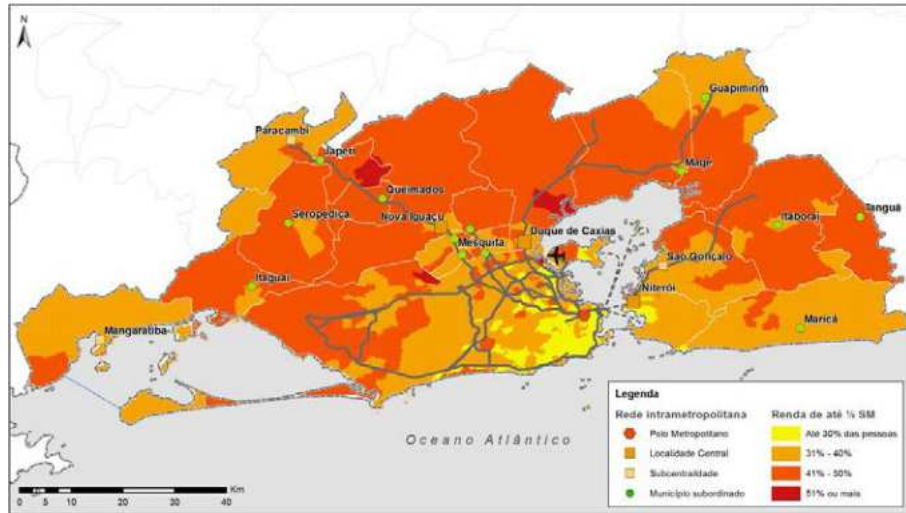 N
Guapimirim
Paracambi
Japeri
Magé
Queimados
Tanguá
Seropédica
Nova Iguaçu
Itaboraí
Mesquita
Duque de Caxias
São Gonçalo
Itaguaí
Niterói
Mangaratiba
Maricá
Legenda
Rede intrametropolitana
Renda de até ½ SM
Polo Metropolitano
Até 30% das pessoas
Localidade Central
31% - 40%
Subcentralidade
41% - 50%
Município subordinado
51% ou mais
Oceano Atlântico
Km
0 5 10 20 30 40